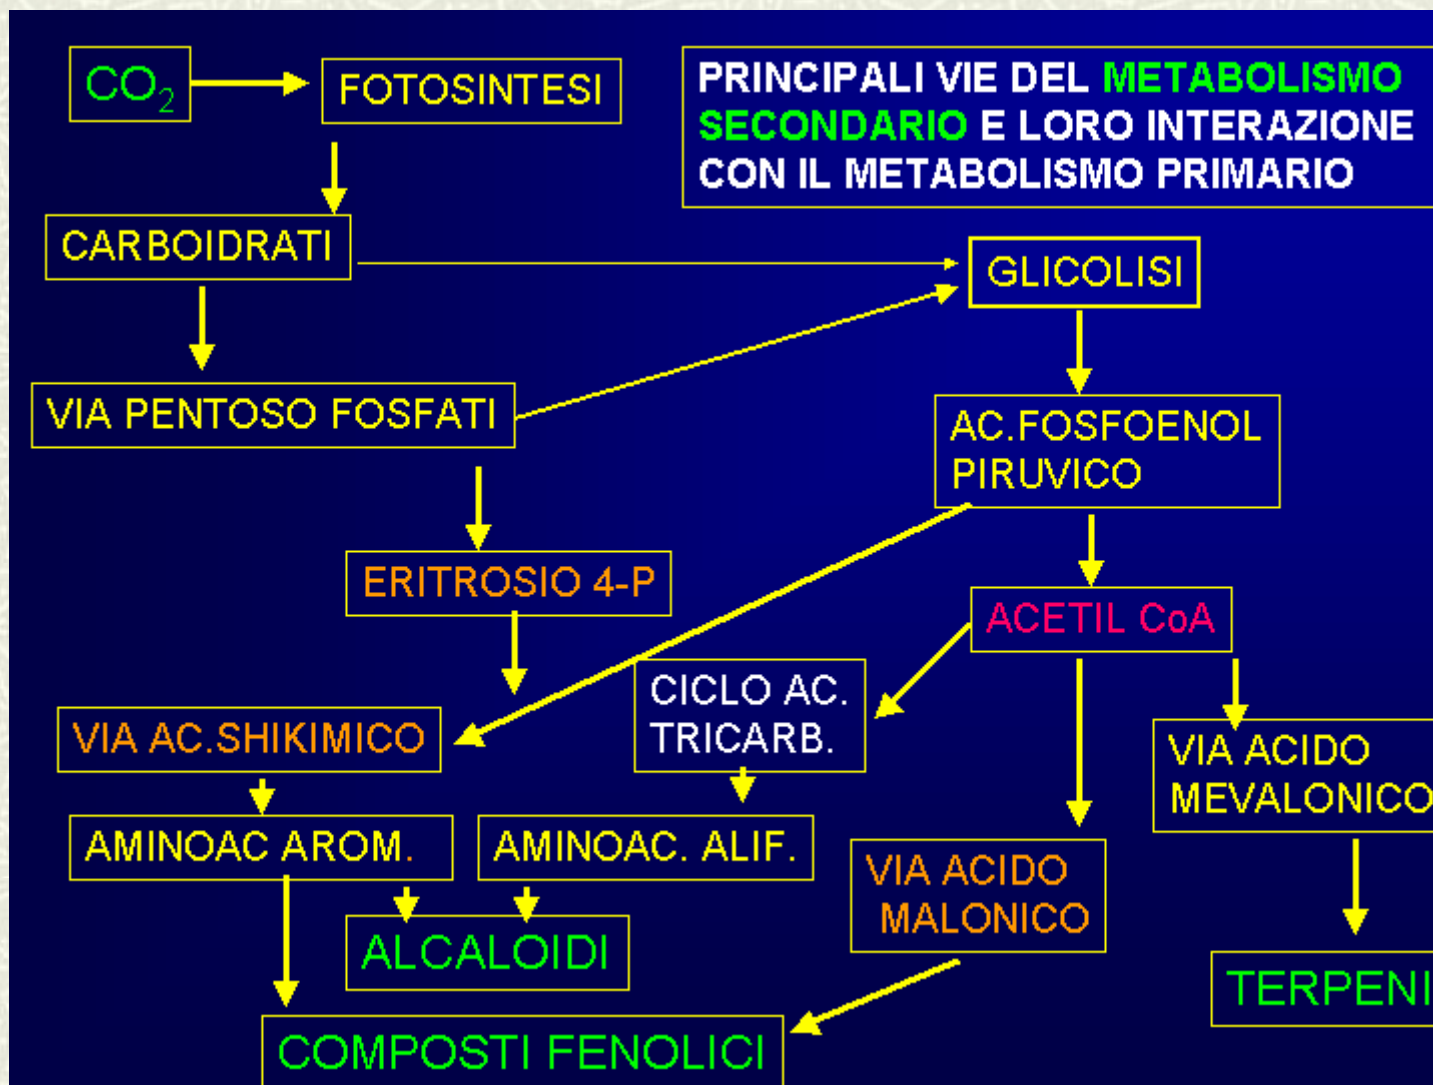 CO₂
FOTOSINTESI
PRINCIPALI VIE DEL METABOLISMO
SECONDARIO E LORO INTERAZIONE
CON IL METABOLISMO PRIMARIO
CARBOIDRATI
GLICOLISI
VIA PENTOSO FOSFATI
AC.FOSFOENOL
PIRUVICO
ERITROSIO 4-P
ACETIL CoA
CICLO AC.
TRICARB.
VIA AC.SHIKIMICO
VIA ACIDO
MEVALONICO
AMINOAC AROM.
AMINOAC. ALIF.
VIA ACIDO
MALONICO
ALCALOIDI
TERPENI
COMPOSTI FENOLICI